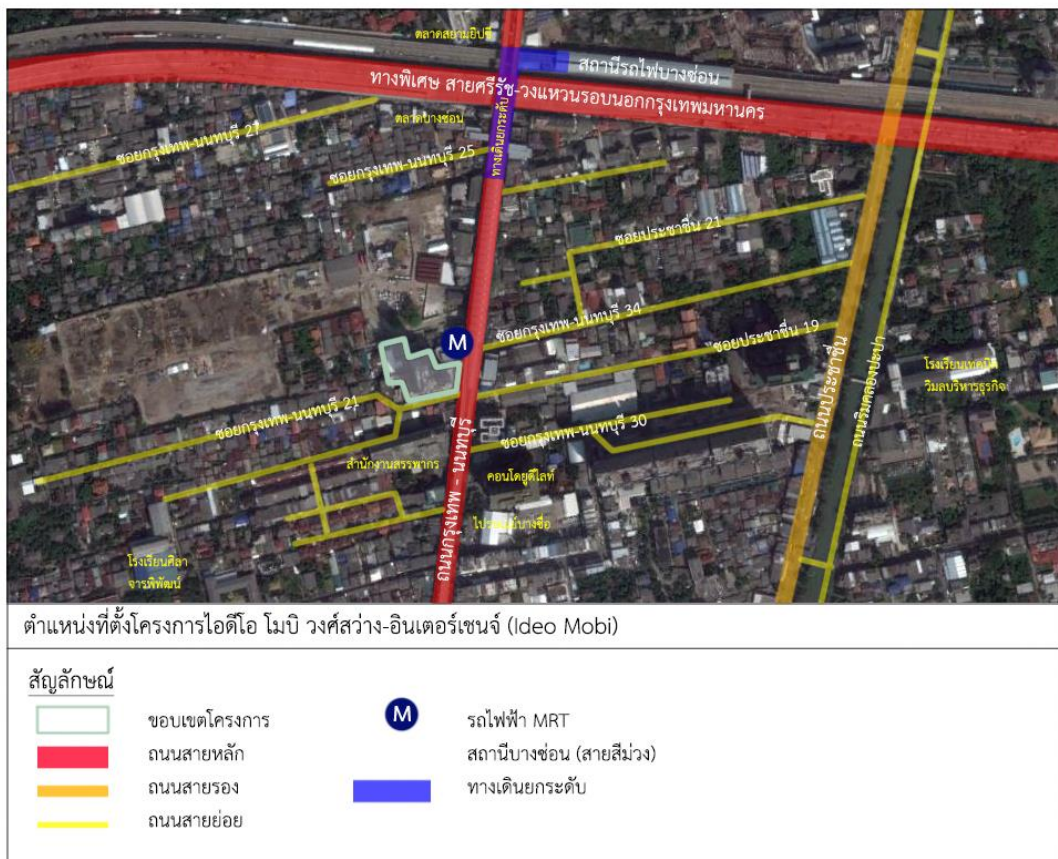 ตลาดสยามยิปซี
สถานีรถไฟบางซ่อน
ทางพิเศษ สายศรีรัช-วงแหวนรอบนอกกรุงเทพมหานคร
ตลาดบางซ่อน
ทางเดินยกระดับ
ซอยกรุงเทพ-นนทบุรี 27
ซอยกรุงเทพ-นนทบุรี 25
ซอยประชาชื่น 21
ซอยกรุงเทพ-นนทบุรี 34
M
ซอยประชาชื่น 19
ถนนประชาชื่น
ถนนริมคลองปะปา
โรงเรียนเทคนิค
วิมลบริหารธุรกิจ
ซอยกรุงเทพ-นนทบุรี 21
ซอยกรุงเทพ-นนทบุรี 30
สำนักงานสรรพากร
คอนโดยูดีไลท์
ถนนกรุงเทพ - นนทบุรี
ไปรษณีย์บางซื่อ
โรงเรียนศิลา
จารพิพัฒน์
ตำแหน่งที่ตั้งโครงการไอดีโอ โมบิ วงศ์สว่าง-อินเตอร์เชนจ์ (Ideo Mobi)
สัญลักษณ์
ขอบเขตโครงการ
M รถไฟฟ้า MRT
ถนนสายหลัก
สถานีบางซ่อน (สายสีม่วง)
ถนนสายรอง
ทางเดินยกระดับ
ถนนสายย่อย